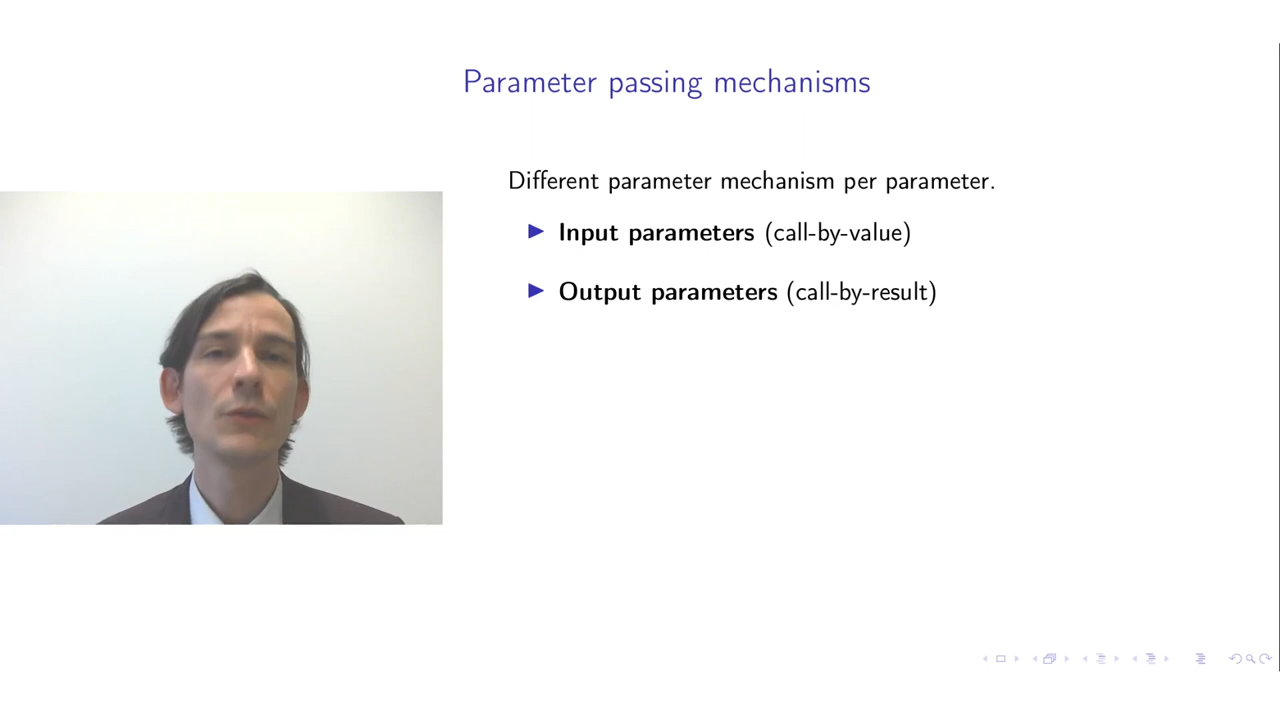 Parameter passing mechanisms
Different parameter mechanism per parameter.
Input parameters (call-by-value)
Output parameters (call-by-result)